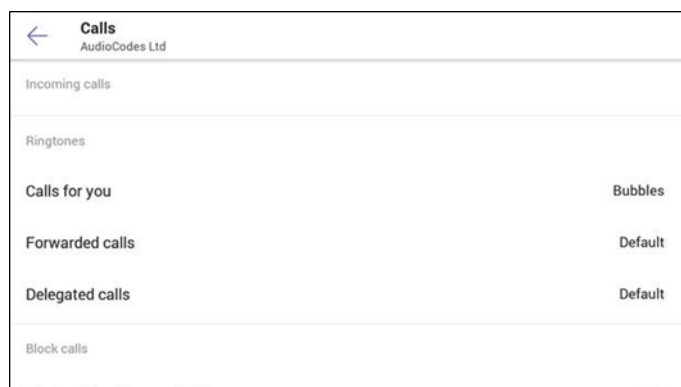 Calls
AudioCodes Ltd
Incoming calls
Ringtones
Calls for you Bubbles
Forwarded calls Default
Delegated calls Default
Block calls